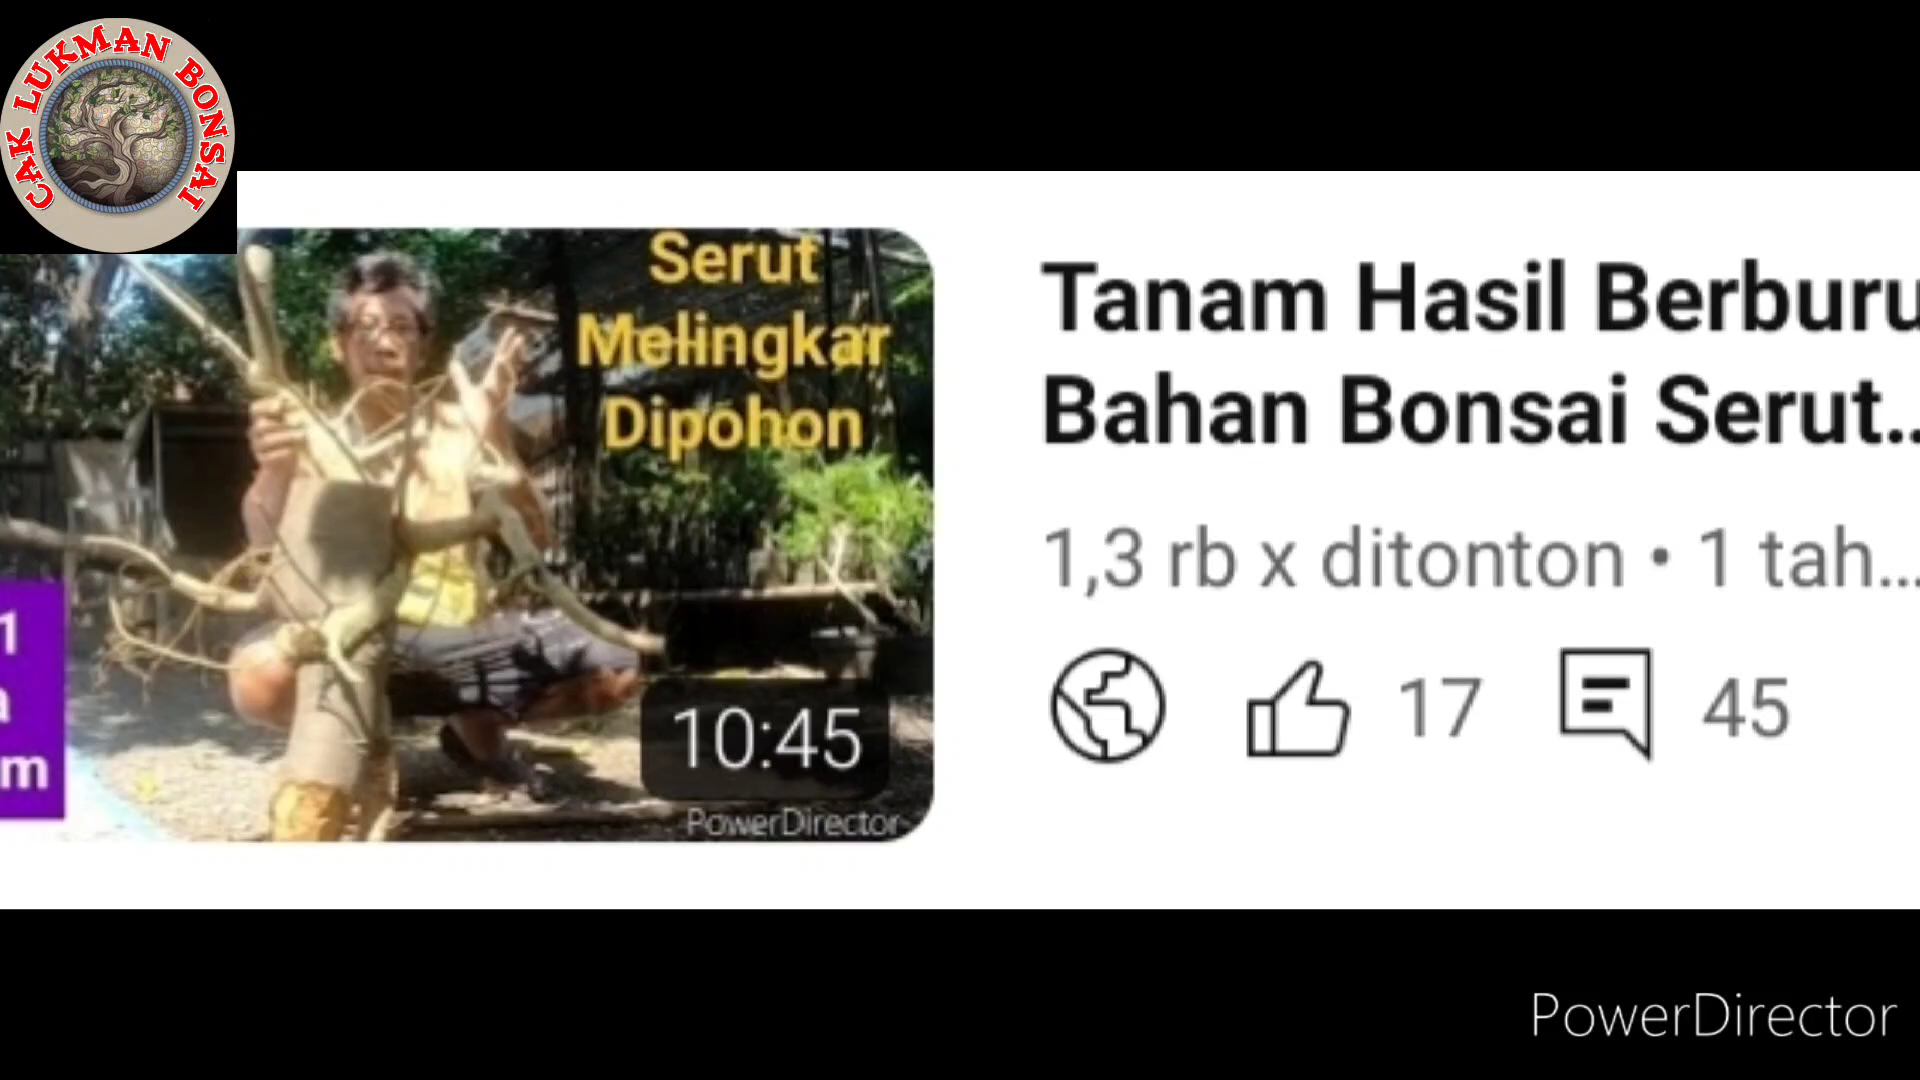 CAK LUKMAN BONSAI
Serut
Melingkar
Dipohon
1
a
m
10:45
PowerDirector
Tanam Hasil Berburu
Bahan Bonsai Serut...
1,3 rb x ditonton • 1 tah...
17
45
PowerDirector